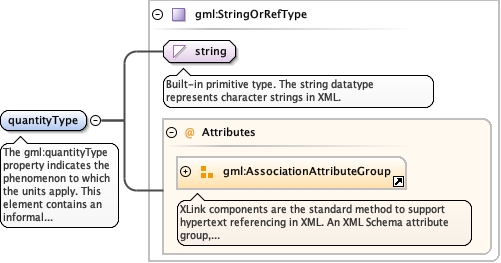 gml:StringOrRefType
string
Built-in primitive type. The string datatype
represents character strings in XML.
quantityType
The gml:quantityType
property indicates the
phenomenon to which
the units apply. This
element contains an
informal...
@ Attributes
gml:AssociationAttributeGroup
XLink components are the standard method to support
hypertext referencing in XML. An XML Schema attribute
group,...